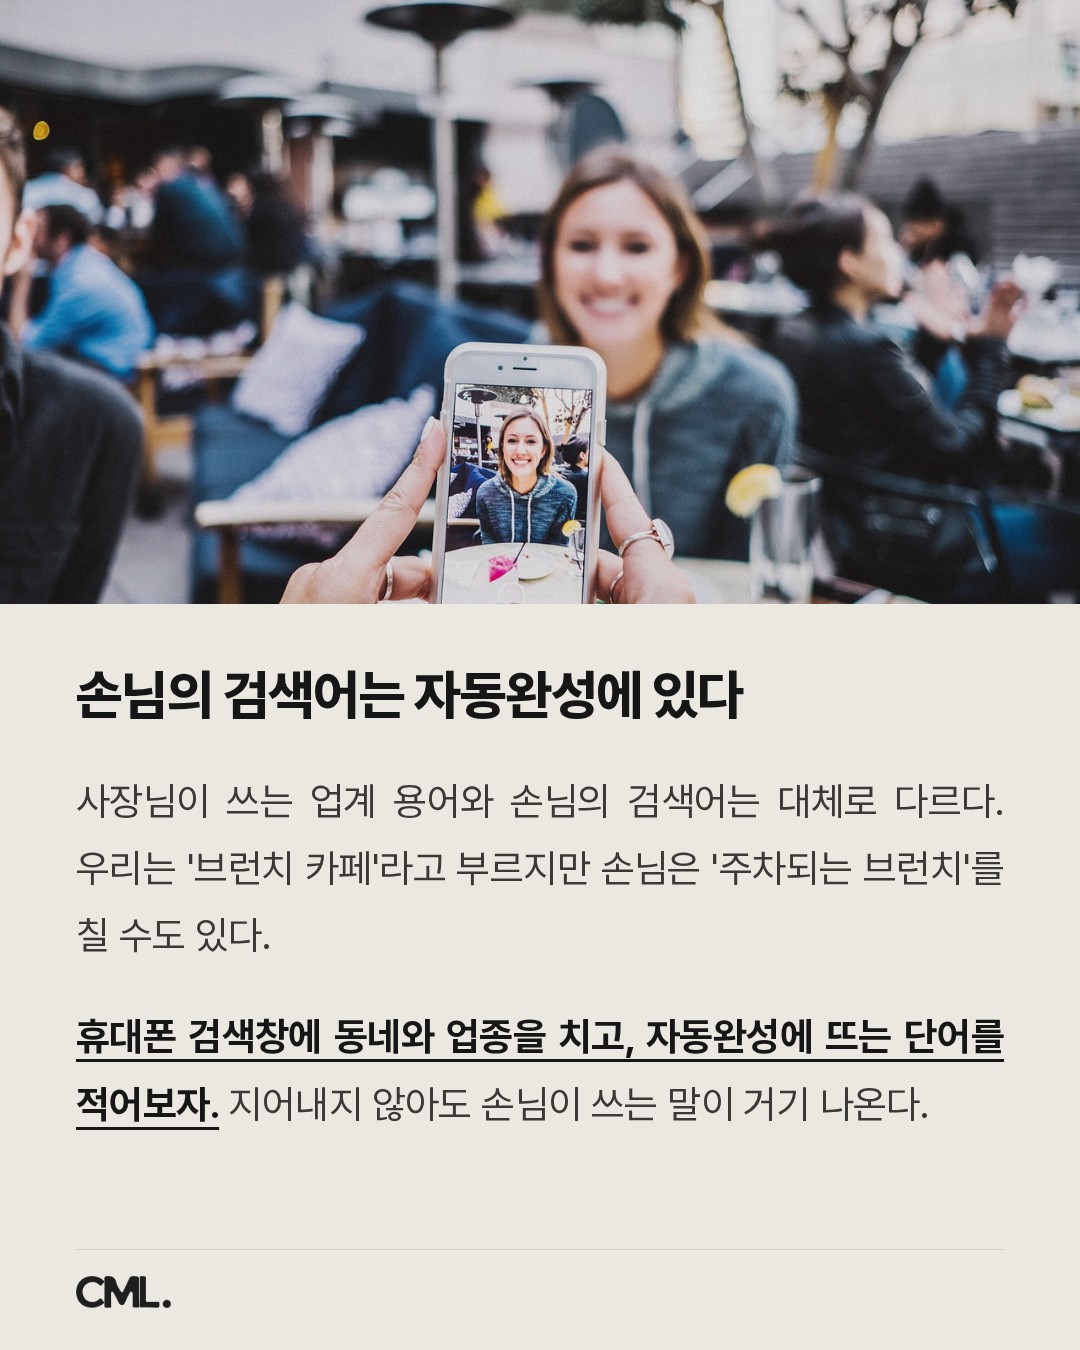 손님의 검색어는 자동완성에 있다
사장님이 쓰는 업계 용어와 손님의 검색어는 대체로 다르다.
우리는 '브런치 카페'라고 부르지만 손님은 '주차되는 브런치'를
칠 수도 있다.
휴대폰 검색창에 동네와 업종을 치고, 자동완성에 뜨는 단어를
적어보자. 지어내지 않아도 손님이 쓰는 말이 거기 나온다.
CML.